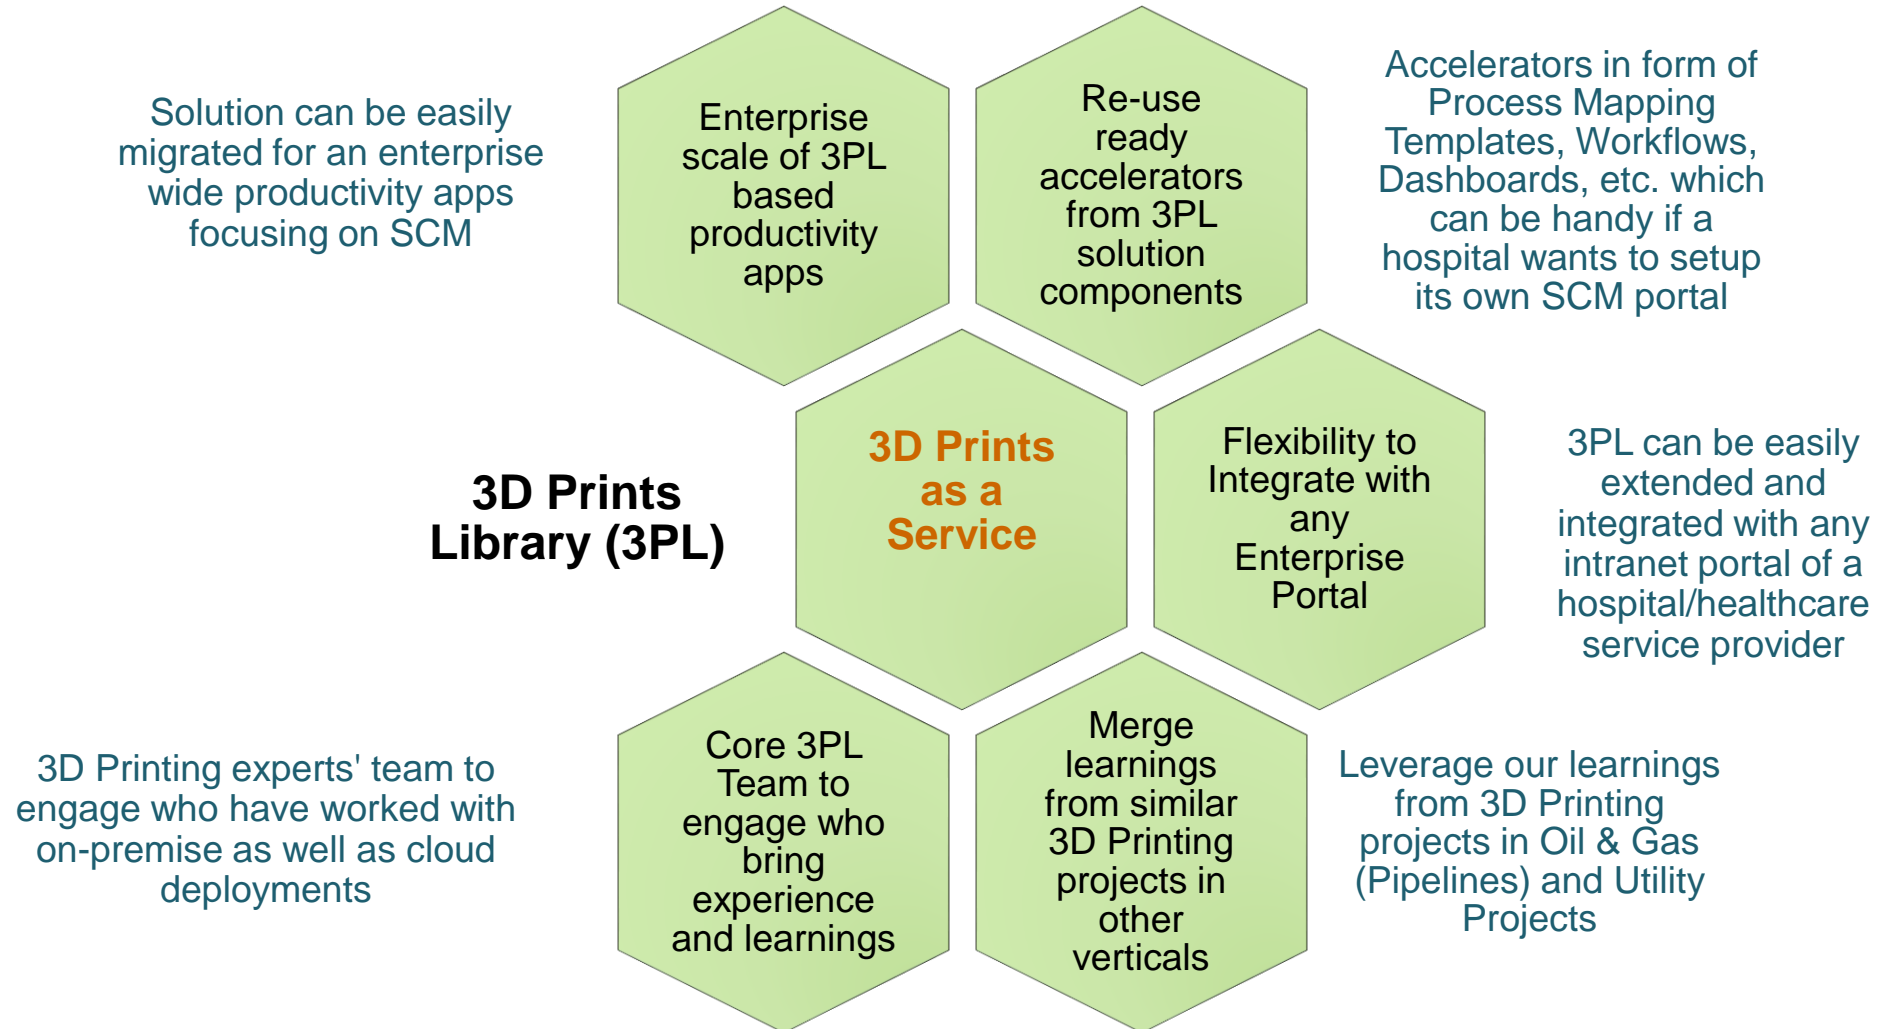 Solution can be easily
migrated for an enterprise
wide productivity apps
focusing on SCM
Enterprise
scale of 3PL
based
productivity
apps
Re-use
ready
accelerators
from 3PL
solution
components
Accelerators in form of
Process Mapping
Templates, Workflows,
Dashboards, etc. which
can be handy if a
hospital wants to setup
its own SCM portal
3D Prints
Library (3PL)
3D Prints
as a
Service
Flexibility to
Integrate with
any
Enterprise
Portal
3PL can be easily
extended and
integrated with any
intranet portal of a
hospital/healthcare
service provider
3D Printing experts' team to
engage who have worked with
on-premise as well as cloud
deployments
Core 3PL
Team to
engage who
bring
experience
and learnings
Merge
learnings
from similar
3D Printing
projects in
other
verticals
Leverage our learnings
from 3D Printing
projects in Oil & Gas
(Pipelines) and Utility
Projects